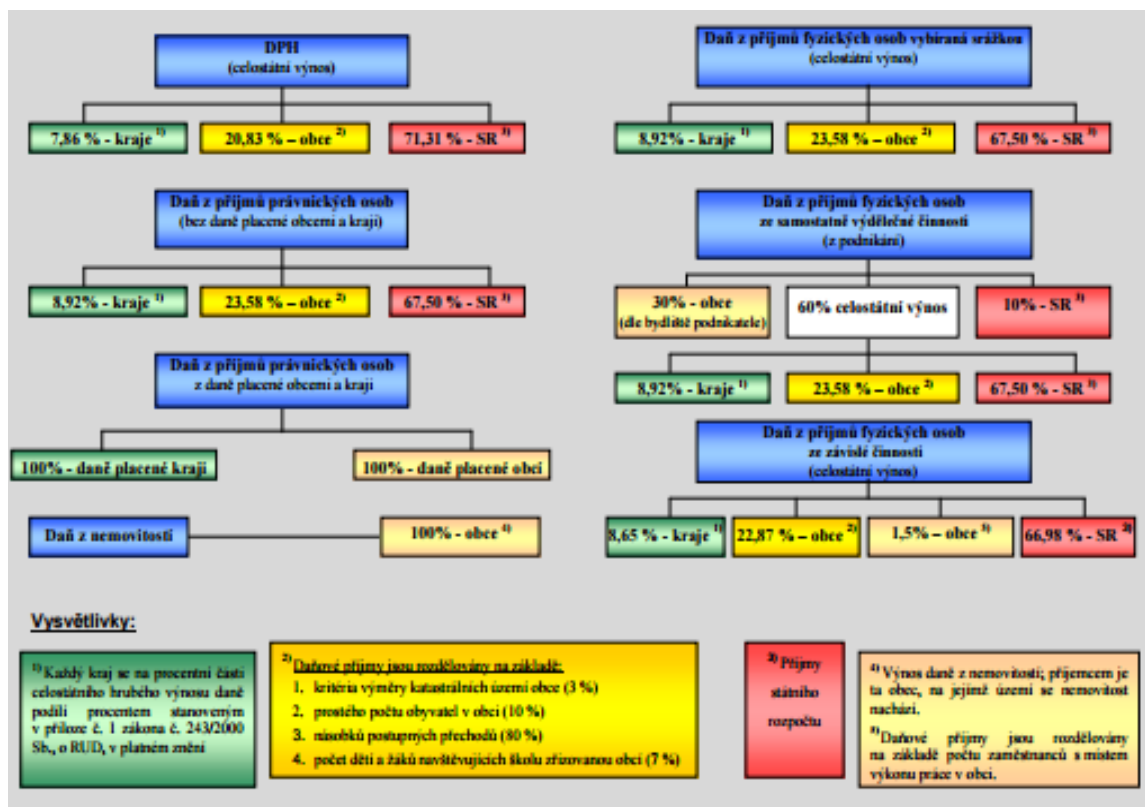 DPH
(celostátní výnos)
7,86 % - kraje 1)
20,83 % – obce 2)
71,31 % - SR 3)
Daň z příjmů právnických osob
(bez daně placené obcemi a kraji)
8,92% - kraje 1)
23,58 % – obce 2)
67,50 % - SR 3)
Daň z příjmů právnických osob
z daně placené obcemi a kraji
100% - daně placené kraji
100% - daně placené obcí
Daň z nemovitostí
100% - obce 4)
Daň z příjmů fyzických osob vybíraná srážkou
(celostátní výnos)
8,92% - kraje 1)
23,58 % – obce 2)
67,50 % - SR 3)
Daň z příjmů fyzických osob
ze samostatně výdělečné činnosti
(z podnikání)
30% - obce
(dle bydliště podnikatele)
60% celostátní výnos
10% - SR 3)
8,92% - kraje 1)
23,58 % – obce 2)
67,50 % - SR 3)
Daň z příjmů fyzických osob
ze závislé činnosti
(celostátní výnos)
8,65 % - kraje 1)
22,87 % – obce 2)
1,5% – obce
66,98 % - SR
Vysvětlivky:
1) Každý kraj se na procentní části
celostátního hrubého výnosu daně
podílí procentem stanoveným
v příloze č. 1 zákona č. 243/2000
Sb., o RUD, v platném znění
2) Daňové příjmy jsou rozdělovány na základě:
1. kritéria výměry katastrálních území obce (3 %)
2. prostého počtu obyvatel v obci (10 %)
3. násobků postupných přechodů (80 %)
4. počet dětí a žáků navštěvujících školu zřizovanou obcí (7 %)
3) Příjmy
státního
rozpočtu
4) Výnos daně z nemovitostí; příjemcem je
ta obec, na jejímž území se nemovitost
nachází.
5) Daňové příjmy jsou rozdělovány
na základě počtu zaměstnanců s místem
výkonu práce v obci.